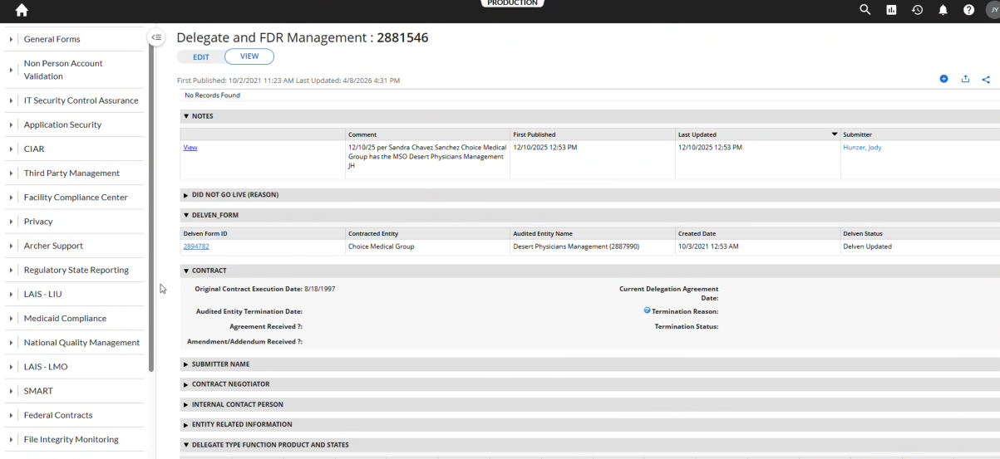 PRODUCTION
JY
General Forms
Non Person Account
Validation
IT Security Control Assurance
Application Security
CIAR
Third Party Management
Facility Compliance Center
Privacy
Archer Support
Regulatory State Reporting
LAIS - LIU
Medicaid Compliance
National Quality Management
LAIS - LMO
SMART
Federal Contracts
File Integrity Monitoring
Delegate and FDR Management : 2881546
EDIT VIEW
First Published: 10/2/2021 11:23 AM Last Updated: 4/8/2026 4:31 PM
No Records Found
NOTES
Comment First Published Last Updated Submitter
View 12/10/25 per Sandra Chavez Sanchez Choice Medical 12/10/2025 12:53 PM 12/10/2025 12:53 PM Hunzer, Jody
Group has the MSO Desert Physicians Management
JH
DID NOT GO LIVE (REASON)
DELVEN_FORM
Delven Form ID Contracted Entity Audited Entity Name Created Date Delven Status
2894782 Choice Medical Group Desert Physicians Management (2887990) 10/3/2021 12:53 AM Delven Updated
CONTRACT
Original Contract Execution Date: 8/18/1997 Current Delegation Agreement
Date:
Audited Entity Termination Date: Termination Reason:
Agreement Received ?: Termination Status:
Amendment/Addendum Received ?:
SUBMITTER NAME
CONTRACT NEGOTIATOR
INTERNAL CONTACT PERSON
ENTITY RELATED INFORMATION
DELEGATE TYPE FUNCTION PRODUCT AND STATES